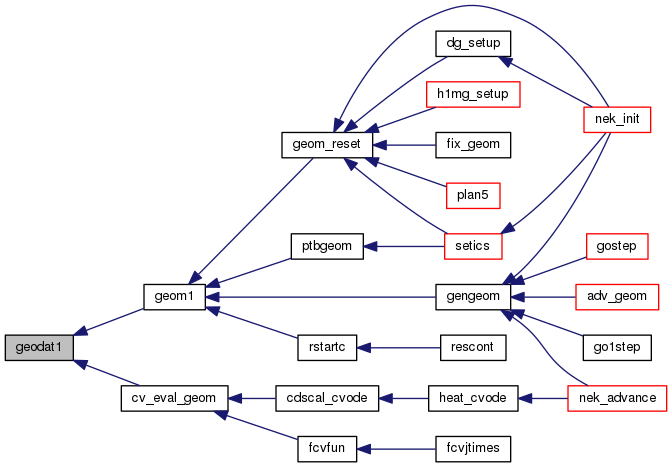 dg_setup
h1mg_setup
nek_init
geom_reset
fix_geom
plan5
ptbgeom
setics
gostep
geom1
gengeom
adv_geom
geodat1
rstartc
rescont
go1step
cv_eval_geom
cdscal_cvode
heat_cvode
nek_advance
fcvfun
fcvjtimes